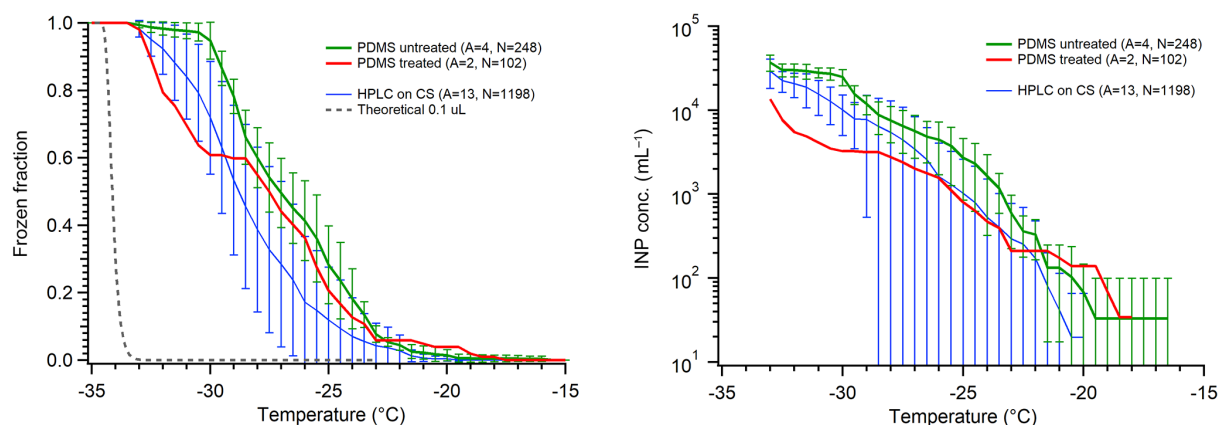 1.0
0.8
0.6
0.4
0.2
0.0
Frozen fraction
-35
-30
-25
-20
-15
Temperature (°C)
PDMS untreated (A=4, N=248)
PDMS treated (A=2, N=102)
HPLC on CS (A=13, N=1198)
Theoretical 0.1 uL
10⁵
10⁴
10³
10²
10¹
INP conc. (mL⁻¹)
-35
-30
-25
-20
-15
Temperature (°C)
PDMS untreated (A=4, N=248)
PDMS treated (A=2, N=102)
HPLC on CS (A=13, N=1198)